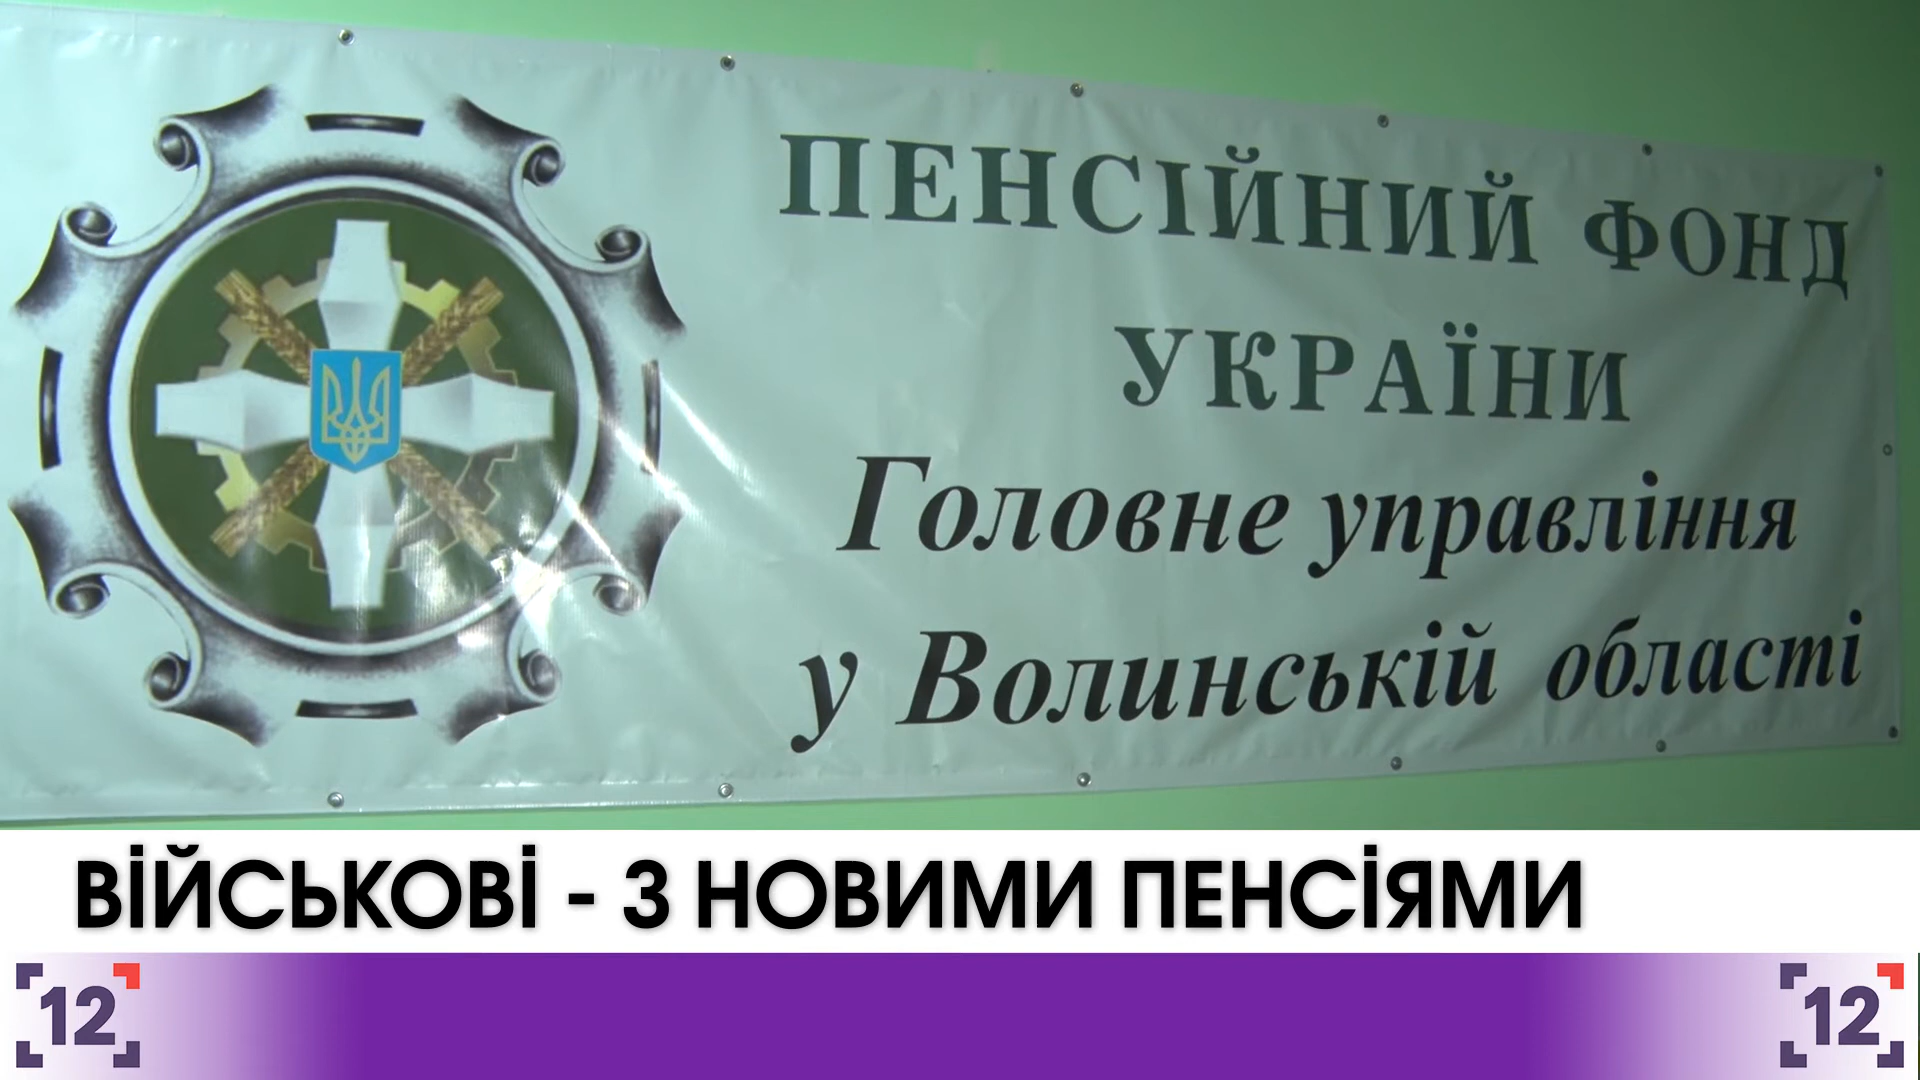 ПЕНСІЙНИЙ ФОНД
УКРАЇНИ
Головне управління
у Волинській області
ВІЙСЬКОВІ - З НОВИМИ ПЕНСІЯМИ
12
12